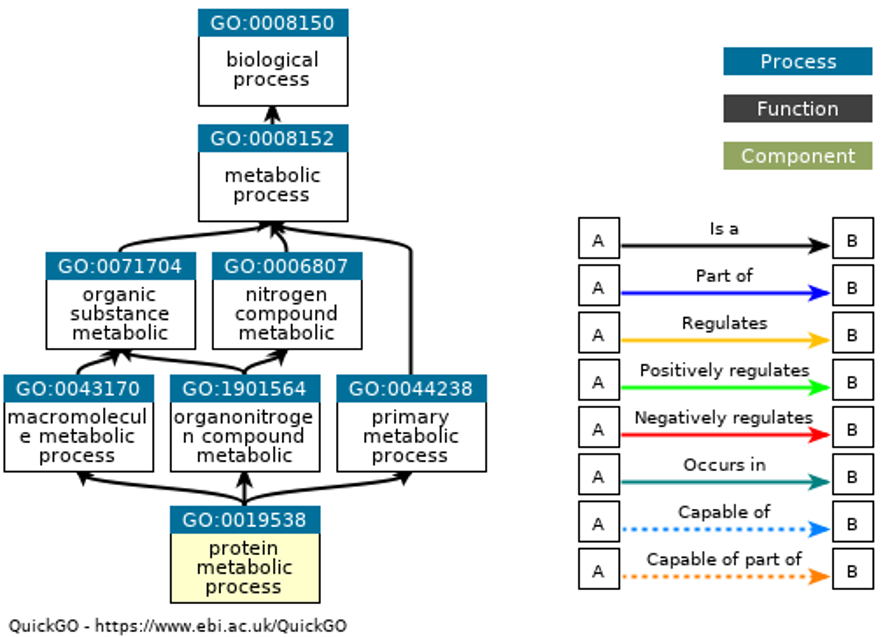 GO:0008150
biological
process
GO:0008152
metabolic
process
GO:0071704
organic
substance
metabolic
GO:0006807
nitrogen
compound
metabolic
GO:0043170
macromolecul
e metabolic
process
GO:1901564
organonitroge
n compound
metabolic
GO:0044238
primary
metabolic
process
GO:0019538
protein
metabolic
process
Process
Function
Component
A Is a B
A Part of B
A Regulates B
A Positively regulates B
A Negatively regulates B
A Occurs in B
A Capable of B
A Capable of part of B
QuickGO - https://www.ebi.ac.uk/QuickGO